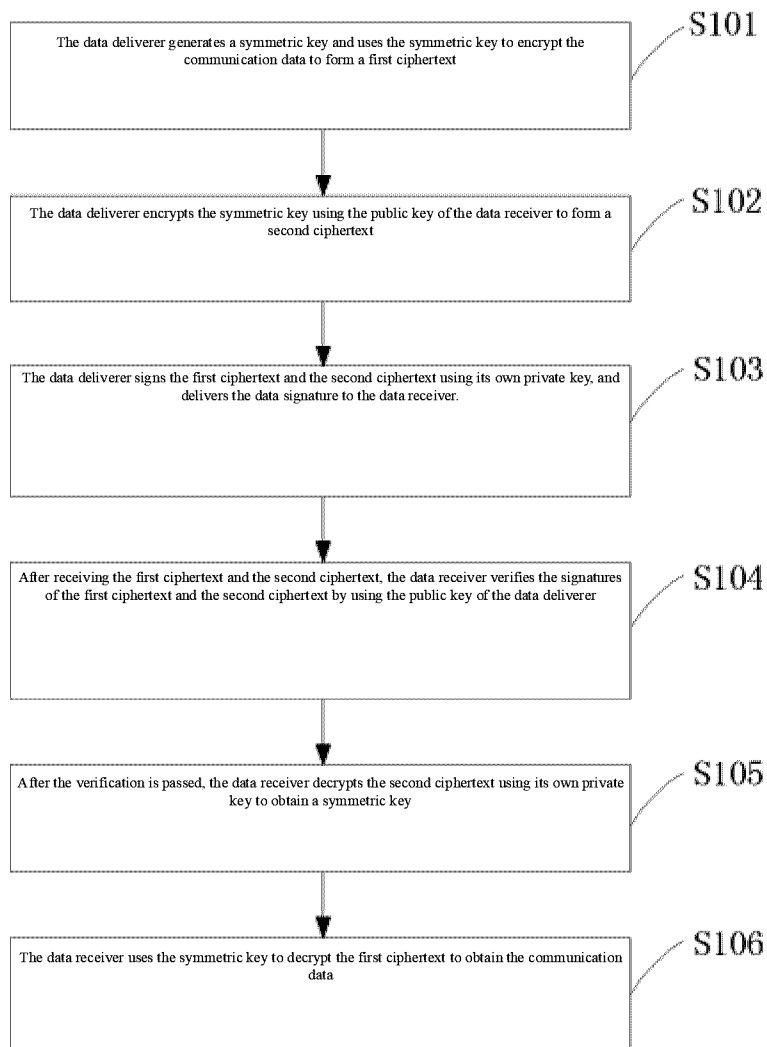 The data deliverer generates a symmetric key and uses the symmetric key to encrypt the
communication data to form a first ciphertext
S101
The data deliverer encrypts the symmetric key using the public key of the data receiver to form a
second ciphertext
S102
The data deliverer signs the first ciphertext and the second ciphertext using its own private key, and
delivers the data signature to the data receiver.
S103
After receiving the first ciphertext and the second ciphertext, the data receiver verifies the signatures
of the first ciphertext and the second ciphertext by using the public key of the data deliverer
S104
After the verification is passed, the data receiver decrypts the second ciphertext using its own private
key to obtain a symmetric key
S105
The data receiver uses the symmetric key to decrypt the first ciphertext to obtain the communication
data
S106